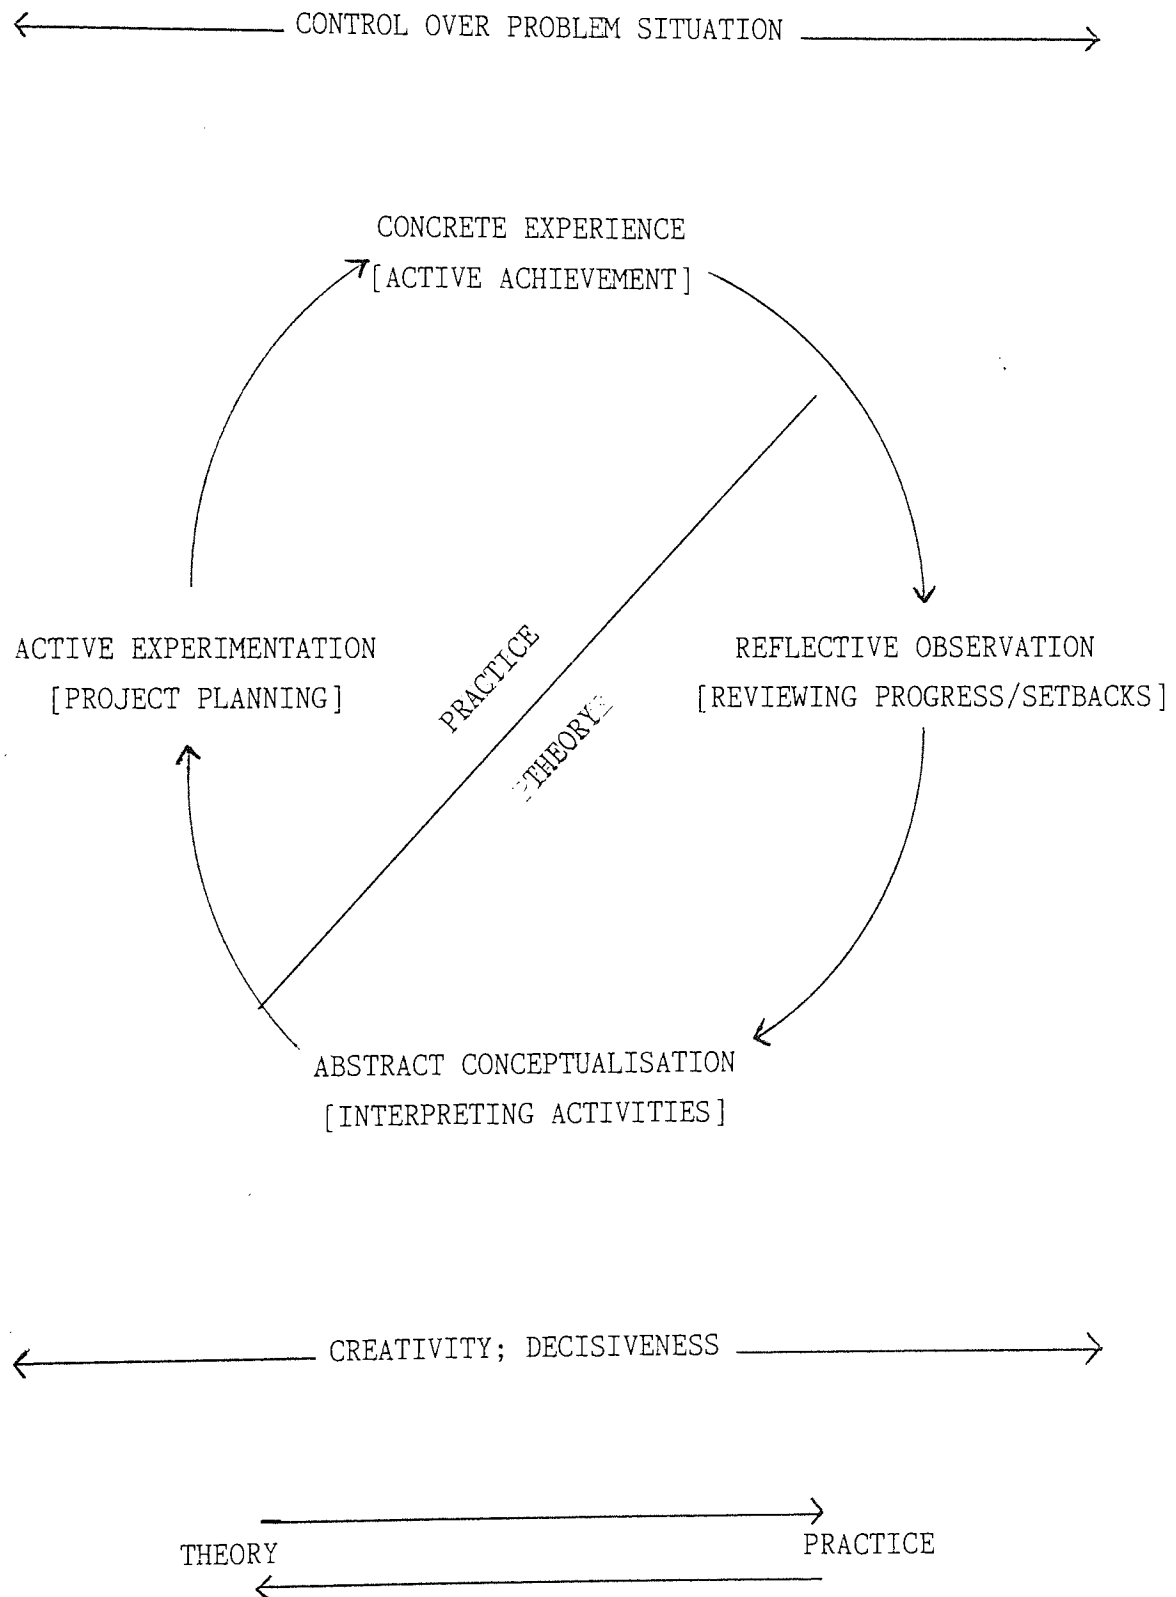 CONTROL OVER PROBLEM SITUATION
CONCRETE EXPERIENCE
[ACTIVE ACHIEVEMENT]
ACTIVE EXPERIMENTATION
[PROJECT PLANNING]
REFLECTIVE OBSERVATION
[REVIEWING PROGRESS/SETBACKS]
PRACTICE
THEORY
ABSTRACT CONCEPTUALISATION
[INTERPRETING ACTIVITIES]
CREATIVITY; DECISIVENESS
THEORY
PRACTICE